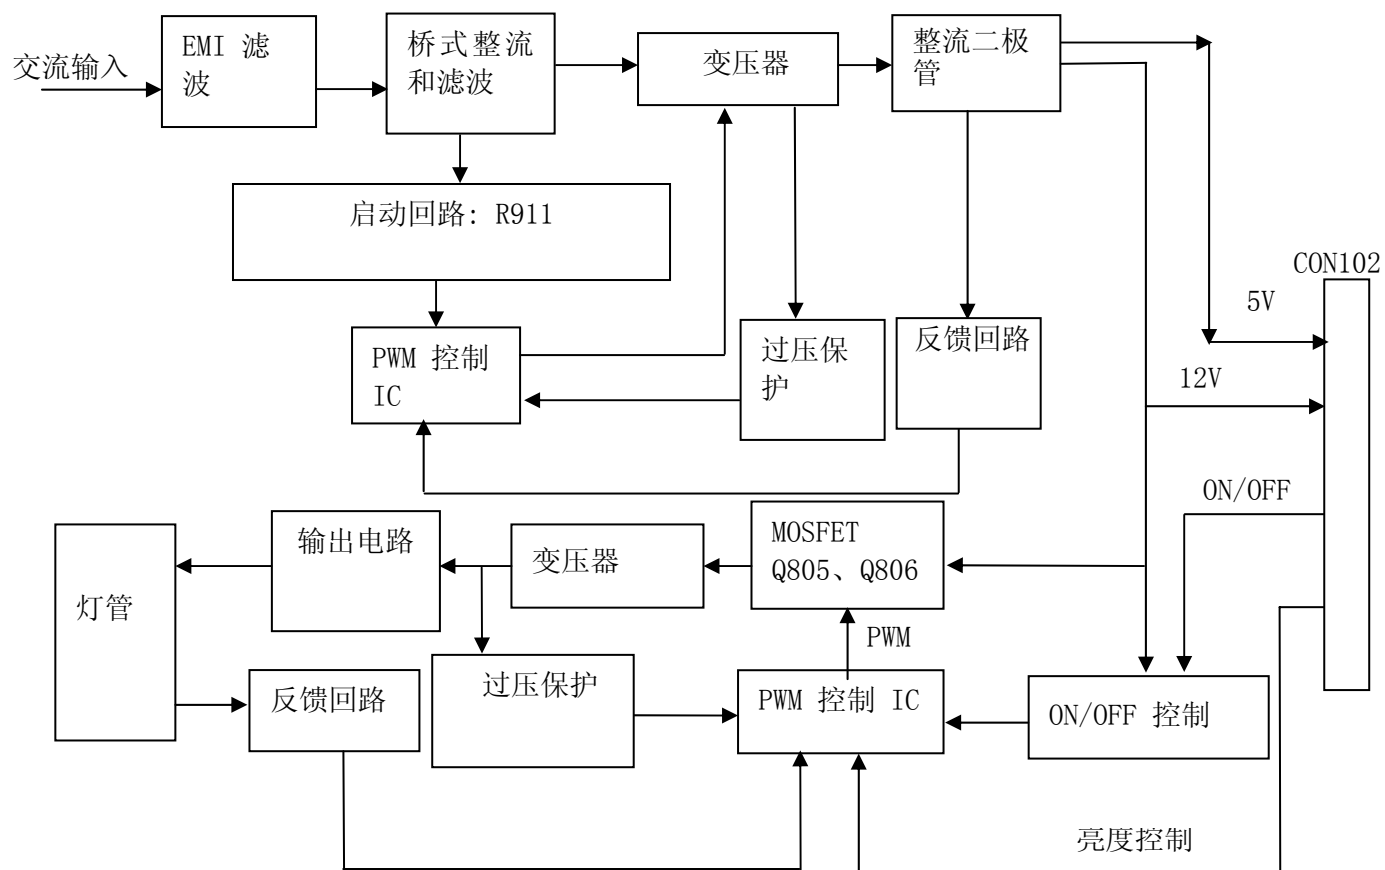 交流输入
EMI 滤
波
桥式整流
和滤波
变压器
整流二极
管
启动回路: R911
CON102
5V
PWM 控制
IC
过压保
护
反馈回路
12V
ON/OFF
灯管
输出电路
变压器
MOSFET
Q805、Q806
PWM
反馈回路
过压保护
PWM 控制 IC
ON/OFF 控制
亮度控制